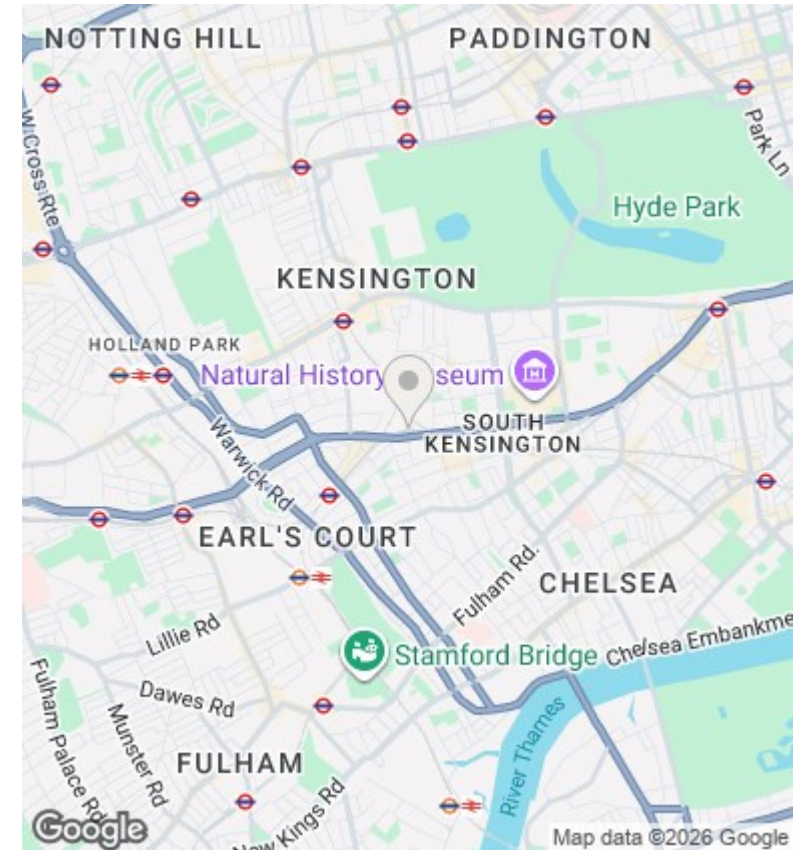 NOTTING HILL
PADDINGTON
Park Ln
W Cross Rte
Hyde Park
KENSINGTON
HOLLAND PARK
Natural History seum
SOUTH
KENSINGTON
Warwick Rd
EARL'S COURT
CHELSEA
Fulham Rd.
Lillie Rd
Stamford Bridge
Chelsea Embankme
Dawes Rd
Fulham Palace Rd
Munster Rd
River Thames
FULHAM
New Kings Rd
Google
Map data ©2026 Google